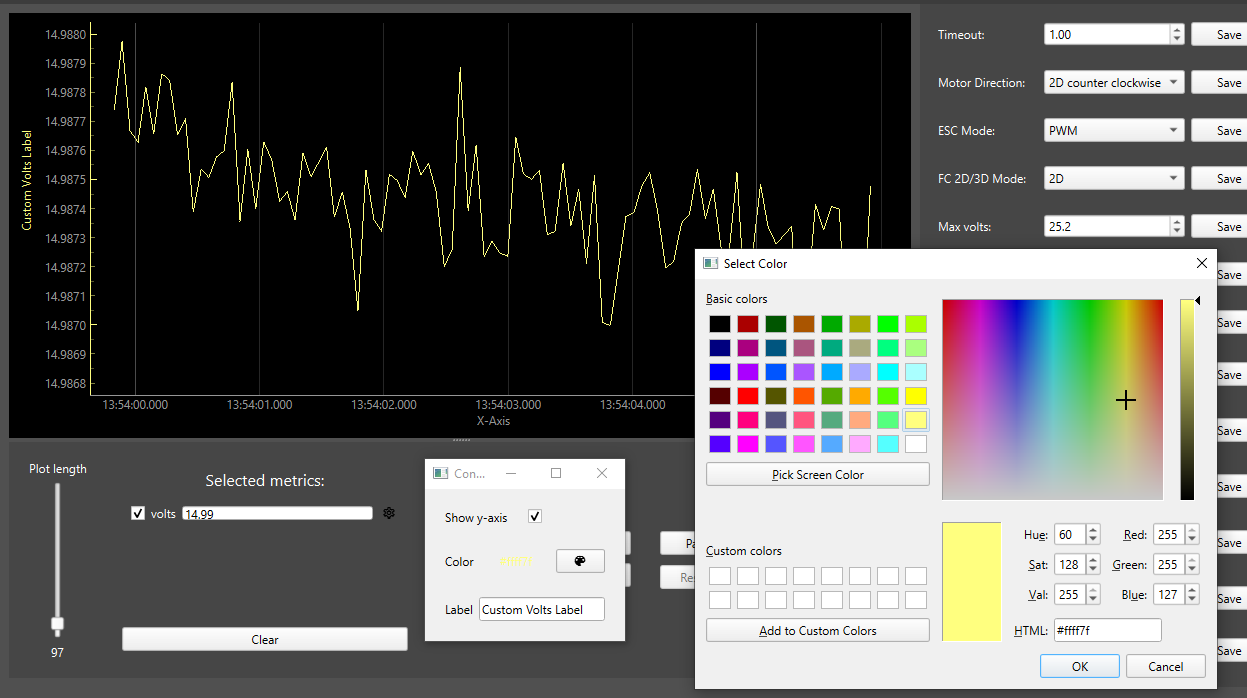 14.9880
14.9879
14.9878
14.9877
14.9876
14.9875
14.9874
14.9873
14.9872
14.9871
14.9870
14.9869
14.9868
Custom Volts Label
13:54:00.000 13:54:01.000 13:54:02.000 13:54:03.000 13:54:04.000
X-Axis
Timeout: 1.00 Save
Motor Direction: 2D counter clockwise Save
ESC Mode: PWM Save
FC 2D/3D Mode: 2D Save
Max volts: 25.2 Save
Save
Save
Save
Save
Save
Save
Save
Save
Plot length
97
Selected metrics:
volts 14.99
Clear
Con...
Show y-axis
Color
Label Custom Volts Label
Pa
Res
Select Color
Basic colors
Pick Screen Color
Custom colors
Add to Custom Colors
Hue: 60 Red: 255
Sat: 128 Green: 255
Val: 255 Blue: 127
HTML: #ffff7f
OK Cancel